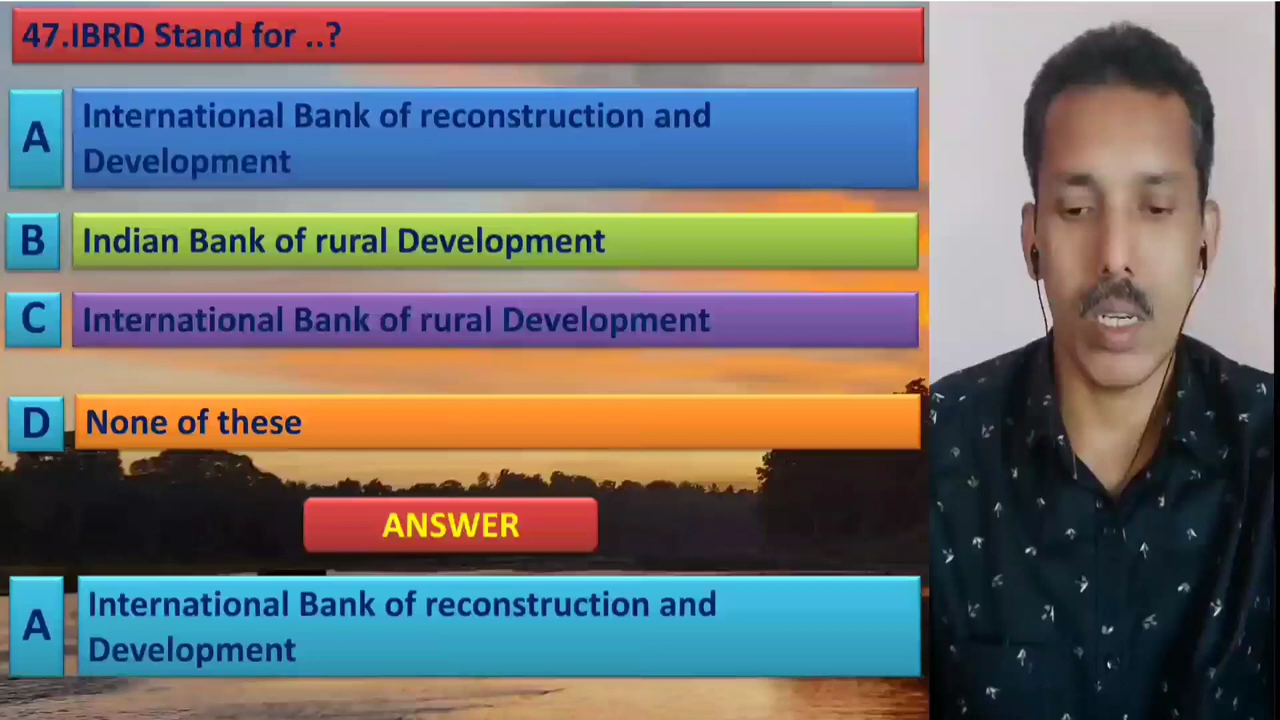 47.IBRD Stand for ..?
A
International Bank of reconstruction and
Development
B
Indian Bank of rural Development
C
International Bank of rural Development
D
None of these
ANSWER
A
International Bank of reconstruction and
Development